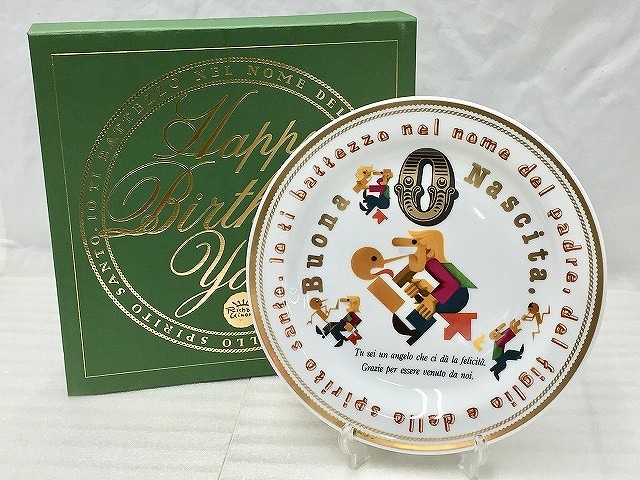 SANTO. IO TI BATTEZZO NEL NOME DEL
LLO SPIRITO
Happy
Birth
Yo
Richard
Ginori
Io ti battezzo nel nome del padre, del figlio e dello spirito santo.
Buona
O
Nascita.
Tu sei un angelo che ci dà la felicità.
Grazie per essere venuto da noi.